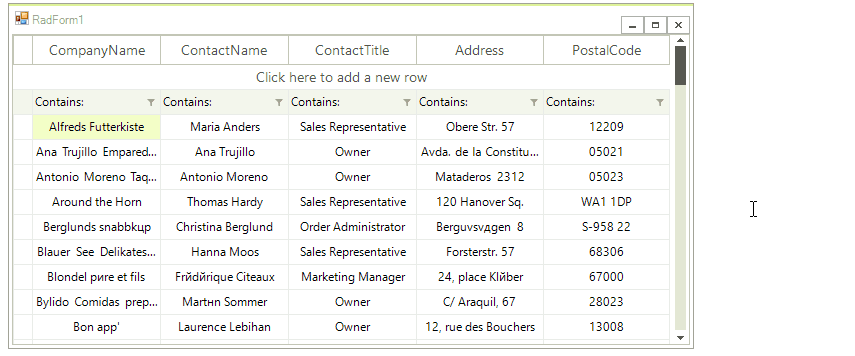 RadForm1
CompanyName ContactName ContactTitle Address PostalCode
Click here to add a new row
Contains: Contains: Contains: Contains: Contains:
Alfreds Futterkiste Maria Anders Sales Representative Obere Str. 57 12209
Ana Trujillo Empared... Ana Trujillo Owner Avda. de la Constitu... 05021
Antonio Moreno Taq... Antonio Moreno Owner Mataderos 2312 05023
Around the Horn Thomas Hardy Sales Representative 120 Hanover Sq. WA1 1DP
Berglunds snabbkцp Christina Berglund Order Administrator Berguvsvдgen 8 S-958 22
Blauer See Delikates... Hanna Moos Sales Representative Forsterstr. 57 68306
Blondel pиre et fils Frйdйrique Citeaux Marketing Manager 24, place Klйber 67000
Bylido Comidas prep... Martнn Sommer Owner C/ Araquil, 67 28023
Bon app' Laurence Lebihan Owner 12, rue des Bouchers 13008